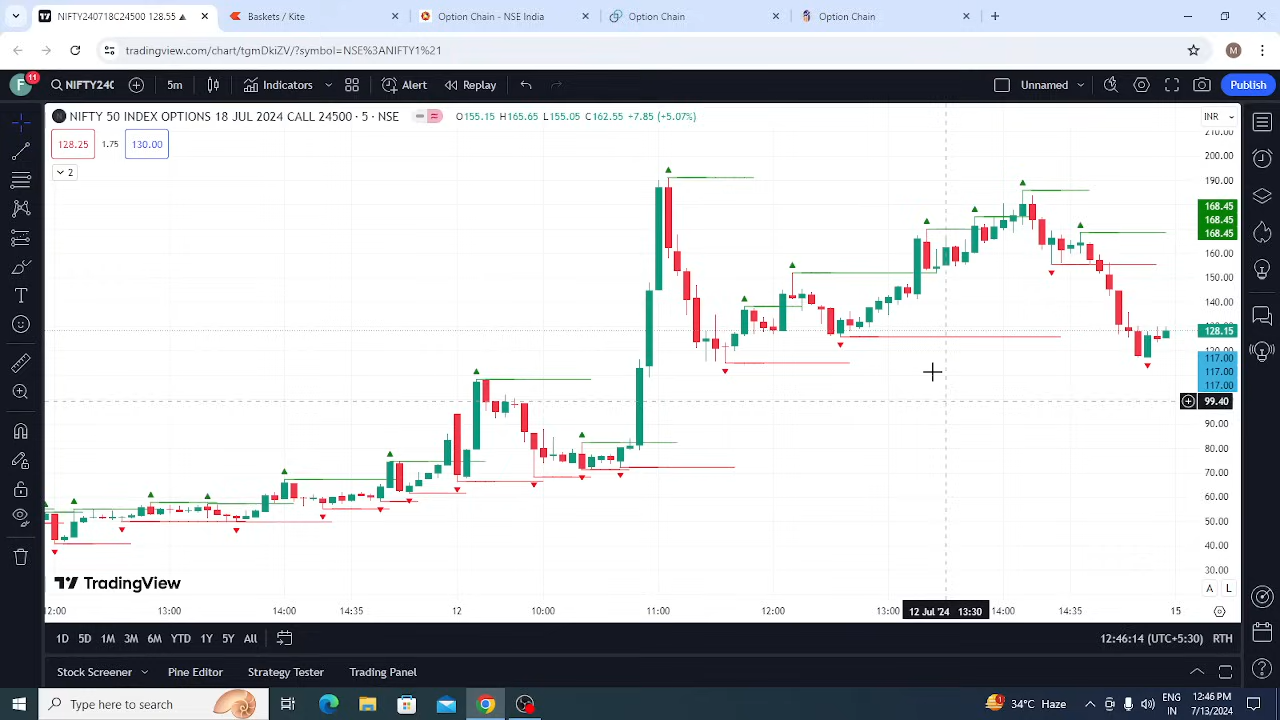 NIFTY240718C24500 128.55 ▲
Baskets / Kite
Option Chain - NSE India
Option Chain
Option Chain
tradingview.com/chart/tgmDkiZV/?symbol=NSE%3ANIFTY1%21
M
F
11
NIFTY240
5m
Indicators
Alert
Replay
Unnamed
Publish
NIFTY 50 INDEX OPTIONS 18 JUL 2024 CALL 24500 · 5 · NSE
O155.15 H165.65 L155.05 C162.55 +7.85 (+5.07%)
INR
128.25
1.75
130.00
2
210.00
200.00
190.00
168.45
168.45
168.45
160.00
150.00
140.00
128.15
117.00
117.00
117.00
99.40
90.00
80.00
70.00
60.00
50.00
40.00
30.00
TradingView
A
L
12:00
13:00
14:00
14:35
12
10:00
11:00
12:00
13:00
12 Jul '24 13:30
14:00
14:35
15
1D
5D
1M
3M
6M
YTD
1Y
5Y
All
12:46:14 (UTC+5:30)
RTH
Stock Screener
Pine Editor
Strategy Tester
Trading Panel
Type here to search
34°C Haze
ENG
IN
12:46 PM
7/13/2024